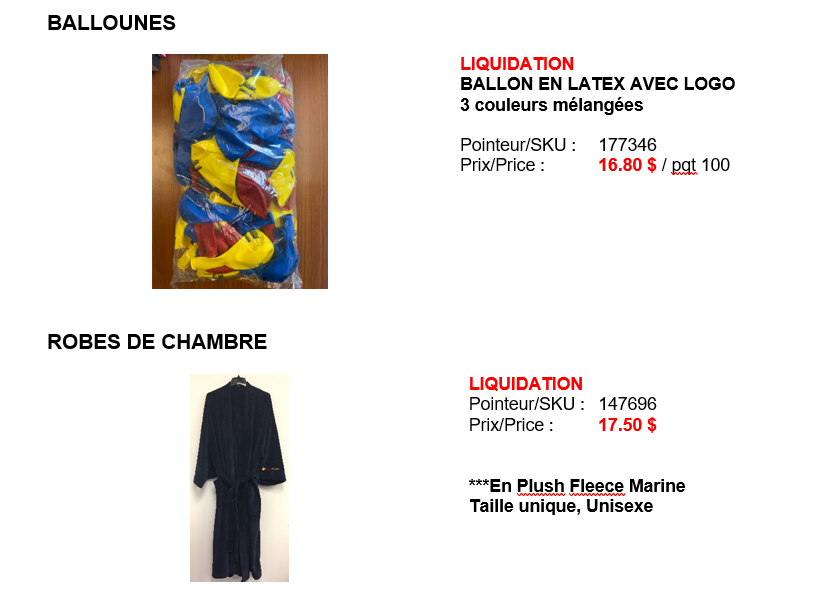 BALLOUNES
LIQUIDATION
BALLON EN LATEX AVEC LOGO
3 couleurs mélangées
Pointeur/SKU : 177346
Prix/Price : 16.80 $ / pqt 100
ROBES DE CHAMBRE
LIQUIDATION
Pointeur/SKU : 147696
Prix/Price : 17.50 $
***En Plush Fleece Marine
Taille unique, Unisexe